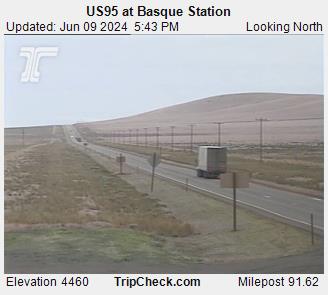 US95 at Basque Station
Updated: Jun 09 2024 5:43 PM Looking North
Elevation 4460 TripCheck.com Milepost 91.62